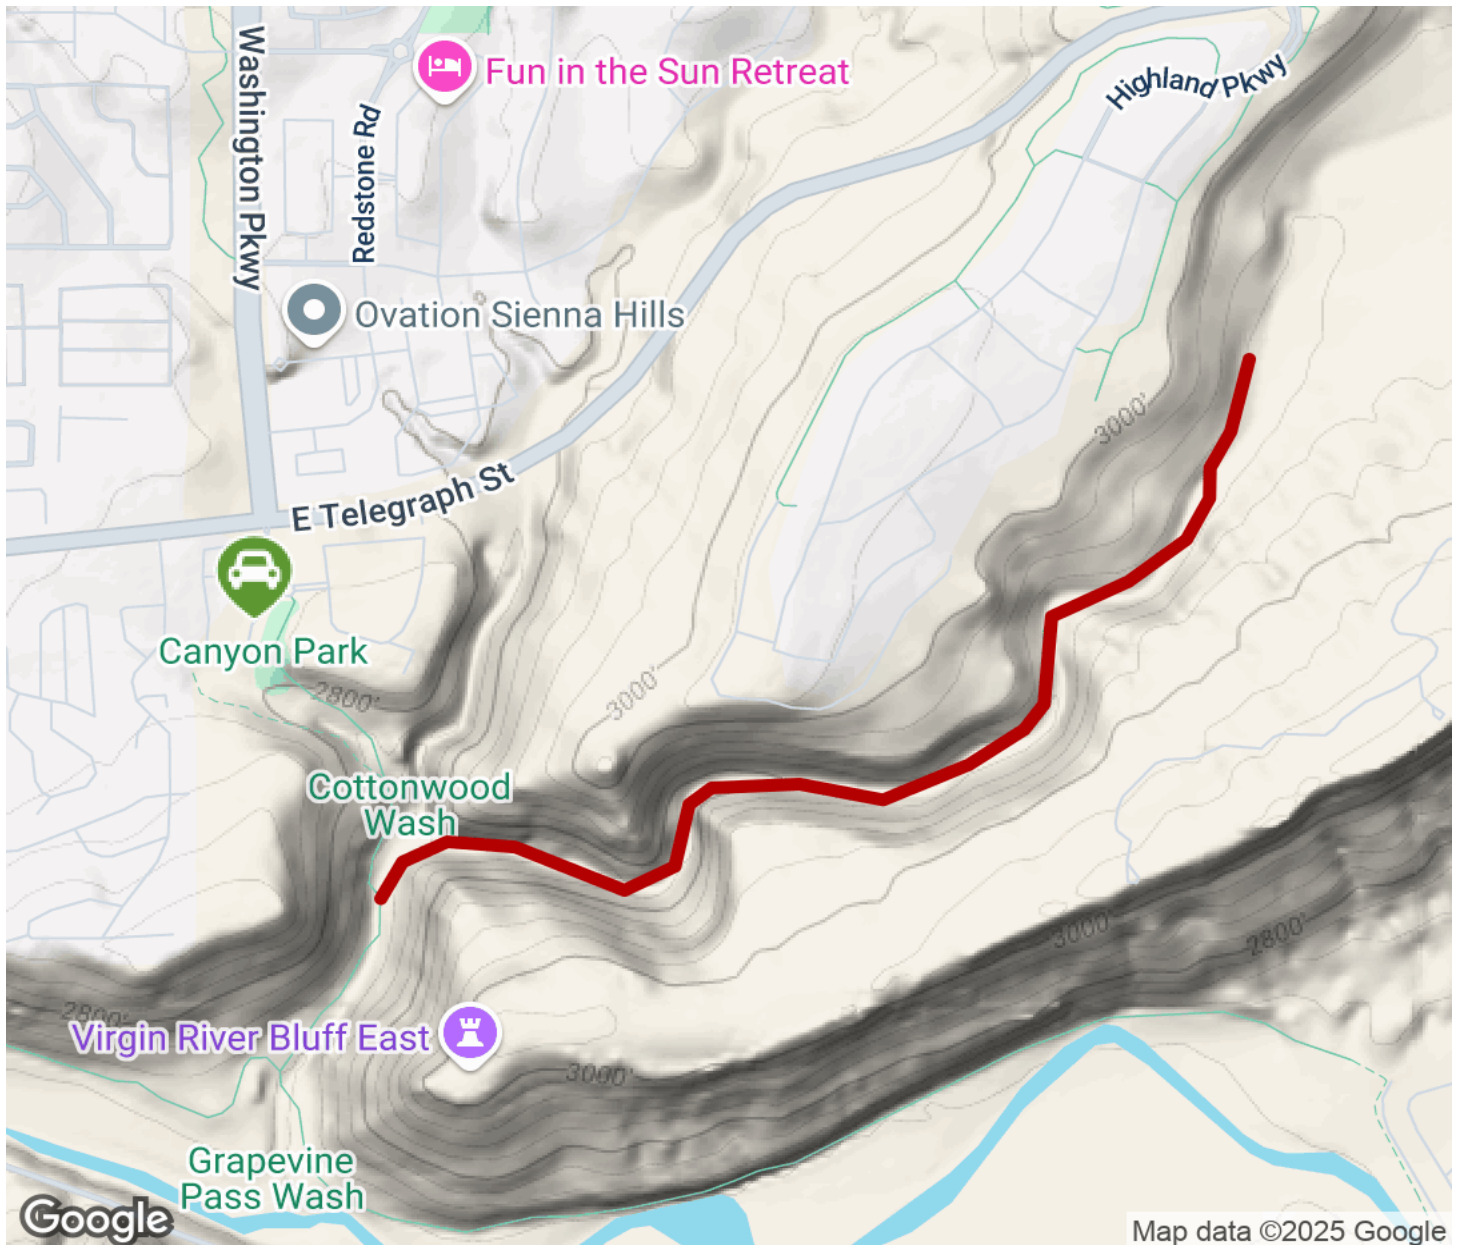 Washington Pkwy
Redstone Rd
Fun in the Sun Retreat
Highland Pkwy
Ovation Sienna Hills
3000'
E Telegraph St
Canyon Park
2800'
3000'
Cottonwood
Wash
3000'
2800'
2800'
Virgin River Bluff East
3000'
Grapevine
Pass Wash
Google
Map data ©2025 Google